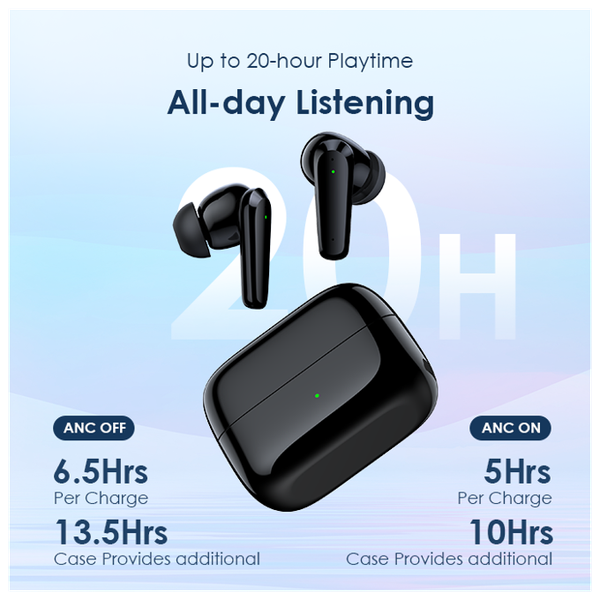 Up to 20-hour Playtime
All-day Listening
20H
ANC OFF
6.5Hrs
Per Charge
13.5Hrs
Case Provides additional
ANC ON
5Hrs
Per Charge
10Hrs
Case Provides additional